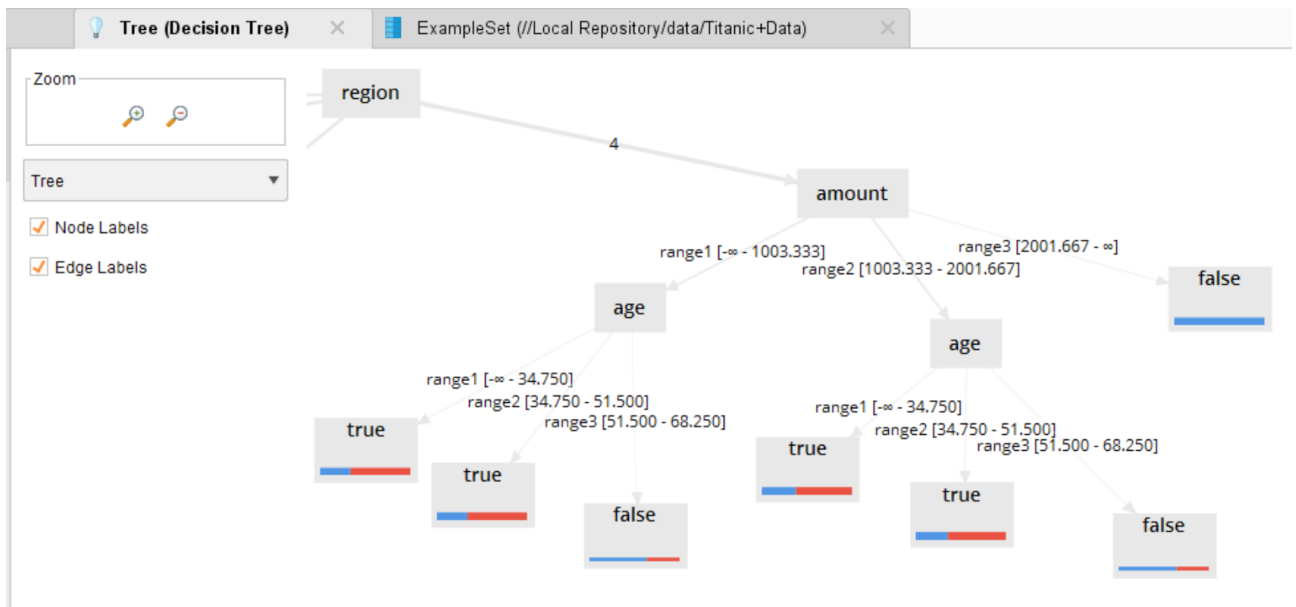 Tree (Decision Tree)
ExampleSet (//Local Repository/data/Titanic+Data)
Zoom
Tree
Node Labels
Edge Labels
region
4
amount
range1 [-∞ - 1003.333]
range2 [1003.333 - 2001.667]
range3 [2001.667 - ∞]
false
age
age
range1 [-∞ - 34.750]
range2 [34.750 - 51.500]
range3 [51.500 - 68.250]
range1 [-∞ - 34.750]
range2 [34.750 - 51.500]
range3 [51.500 - 68.250]
true
true
false
true
true
false